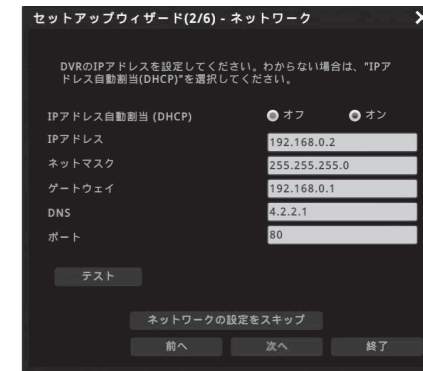 セットアップウィザード(2/6) - ネットワーク X
DVRのIPアドレスを設定してください。わからない場合は、"IPア
ドレス自動割当(DHCP)"を選択してください。
IPアドレス自動割当 (DHCP) オフ オン
IPアドレス 192.168.0.2
ネットマスク 255.255.255.0
ゲートウェイ 192.168.0.1
DNS 4.2.2.1
ポート 80
テスト
ネットワークの設定をスキップ
前へ 次へ 終了